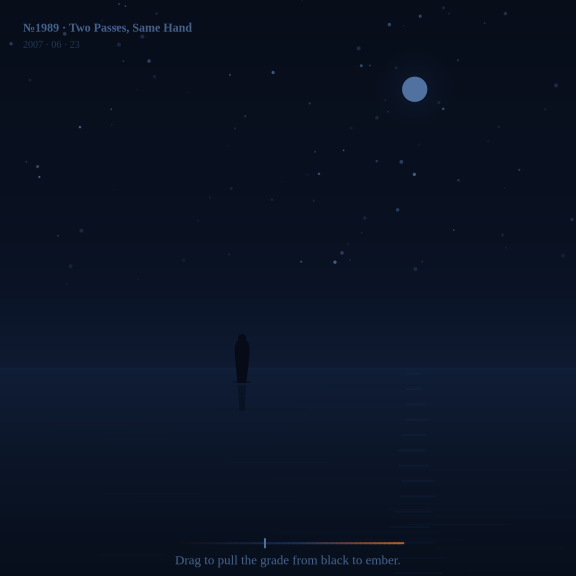 №1989 · Two Passes, Same Hand
2007 · 06 · 23
Drag to pull the grade from black to ember.